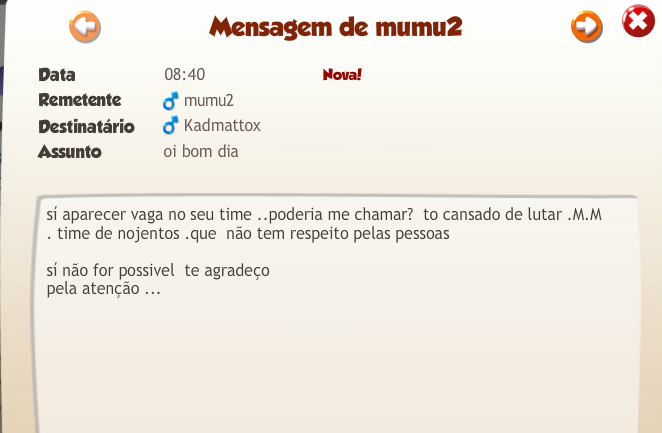 Mensagem de mumu2
Data 08:40 Nova!
Remetente mumu2
Destinatário Kadmattox
Assunto oi bom dia
sí aparecer vaga no seu time ..poderia me chamar? to cansado de lutar .M.M
. time de nojentos .que não tem respeito pelas pessoas
sí não for possivel te agradeço
pela atenção ...